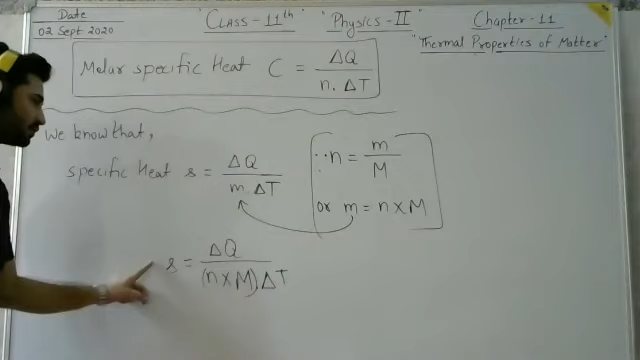 Date
02 Sept 2020
"CLASS-11th" "Physics-II"
Chapter-11
"Thermal Properties of Matter"
Molar specific Heat C = ΔQ / n. ΔT
We know that,
specific Heat s = ΔQ / m. ΔT
∵ n = m / M
or m = n × M
s = ΔQ / (n × M). ΔT